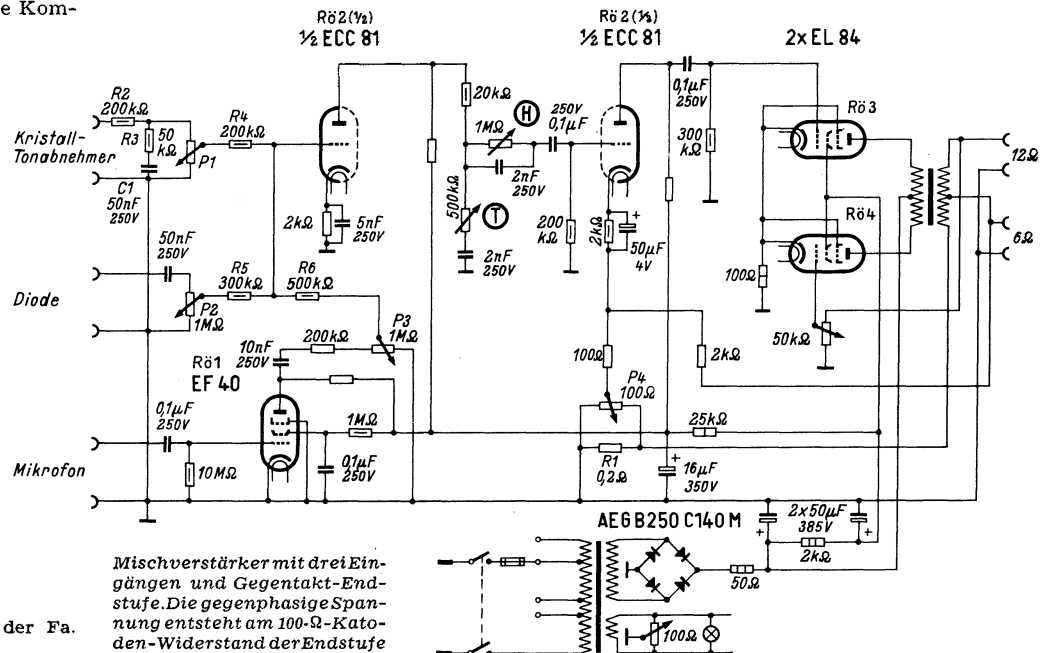 e Kom-
Rö2(½)
½ ECC 81
Rö2(½)
½ ECC 81
2x EL 84
R2
200kΩ
R3
50
kΩ
Kristall-
Tonabnehmer
P1
C1
50nF
250V
R4
200kΩ
2kΩ
5nF
250V
20kΩ
1MΩ
H
250V
0,1µF
2nF
250V
500kΩ
T
2nF
250V
200
kΩ
2kΩ
+
50µF
4V
0,1µF
250V
300
kΩ
Rö3
Rö4
100Ω
50kΩ
12Ω
6Ω
50nF
250V
Diode
P2
1MΩ
R5
300kΩ
R6
500kΩ
P3
1MΩ
200kΩ
10nF
250V
Rö1
EF 40
100Ω
2kΩ
P4
100Ω
0,1µF
250V
Mikrofon
10MΩ
1MΩ
0,1µF
250V
R1
0,2Ω
25kΩ
+
16µF
350V
AEG B250 C140 M
+
2x50µF
385V
+
2kΩ
50Ω
100Ω
Mischverstärker mit drei Ein-
gängen und Gegentakt-End-
stufe. Die gegenphasige Span-
nung entsteht am 100-Ω-Kato-
den-Widerstand der Endstufe
der Fa.